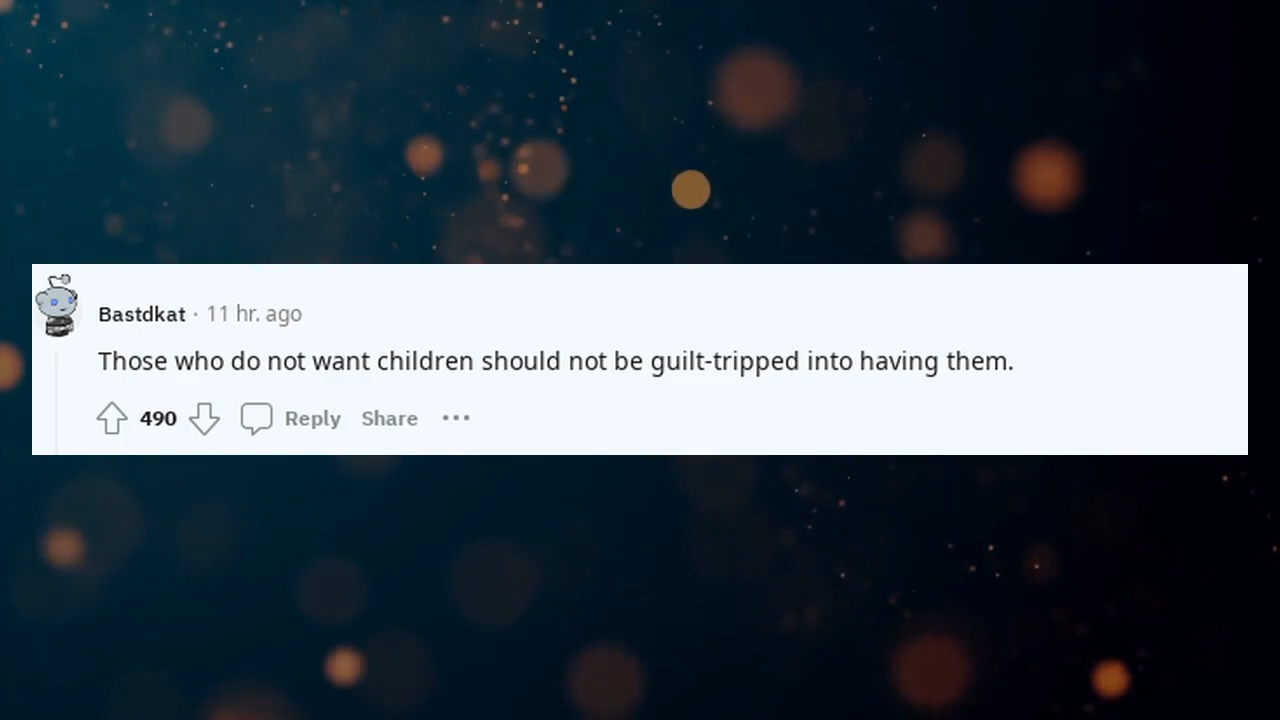 Bastdkat · 11 hr. ago
Those who do not want children should not be guilt-tripped into having them.
490 Reply Share ···